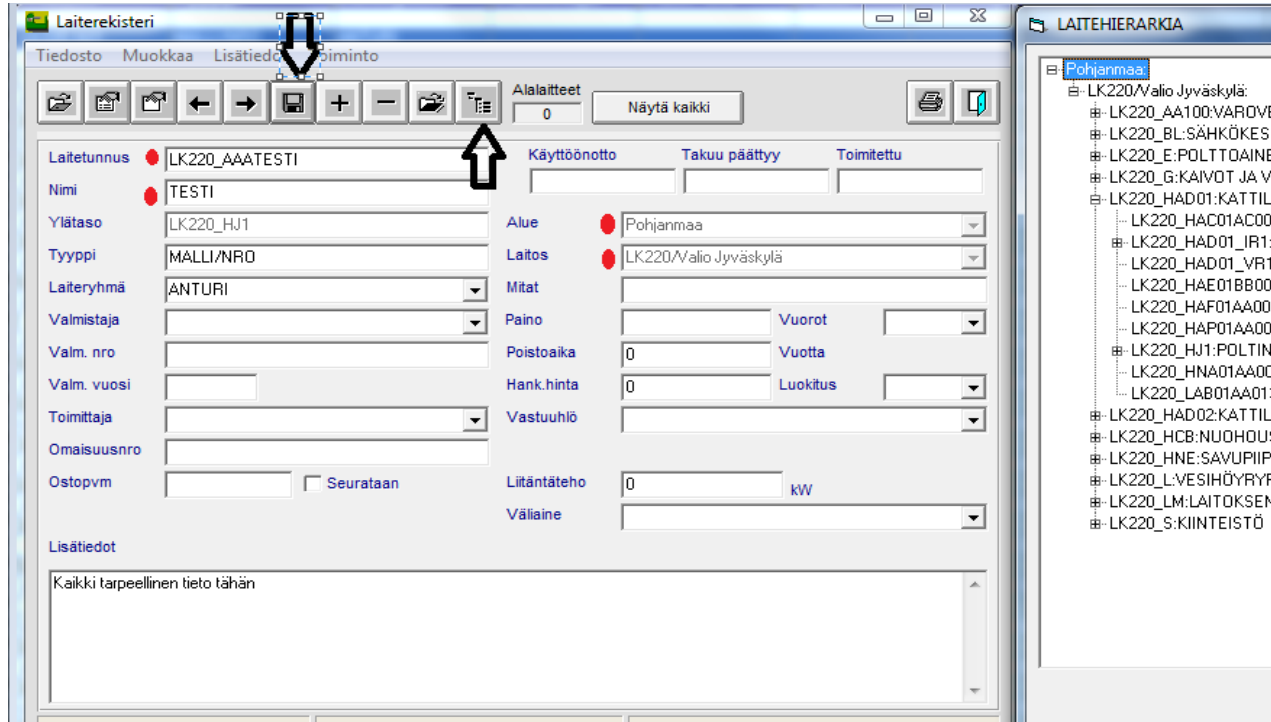 Laiterekisteri
Tiedosto Muokkaa
Alalaitteet
0
Näytä kaikki
Laitetunnus LK220_AAATESTI
Käyttöönotto Takuu päättyy Toimitettu
Nimi TESTI
Ylätaso LK220_HJ1
Alue Pohjanmaa
Tyyppi MALLI/NRO
Laitos LK220/Valio Jyväskylä
Laiteryhmä ANTURI
Mitat
Valmistaja
Paino Vuorot
Valm. nro
Poistoaika 0 Vuotta
Valm. vuosi
Hank.hinta 0 Luokitus
Toimittaja
Vastuuhlö
Omaisuusnro
Ostopvm Seurataan
Liitäntäteho 0 kW
Väliaine
Lisätiedot
Kaikki tarpeellinen tieto tähän
LAITEHIERARKIA
Pohjanmaa:
LK220/Valio Jyväskylä:
LK220_AA100:VAROVE
LK220_BL:SÄHKÖKES
LK220_E:POLTTOAINE
LK220_G:KAIVOT JA V
LK220_HAD01:KATTIL
LK220_HAC01AC00
LK220_HAD01_IR1:
LK220_HAD01_VR1
LK220_HAE01BB00
LK220_HAF01AA00
LK220_HAP01AA00
LK220_HJ1:POLTIN
LK220_HNA01AA00
LK220_LAB01AA01
LK220_HAD02:KATTIL
LK220_HCB:NUOHOUS
LK220_HNE:SAVUPIIP
LK220_L:VESIHÖYRY
LK220_LM:LAITOKSEN
LK220_S:KIINTEISTÖ